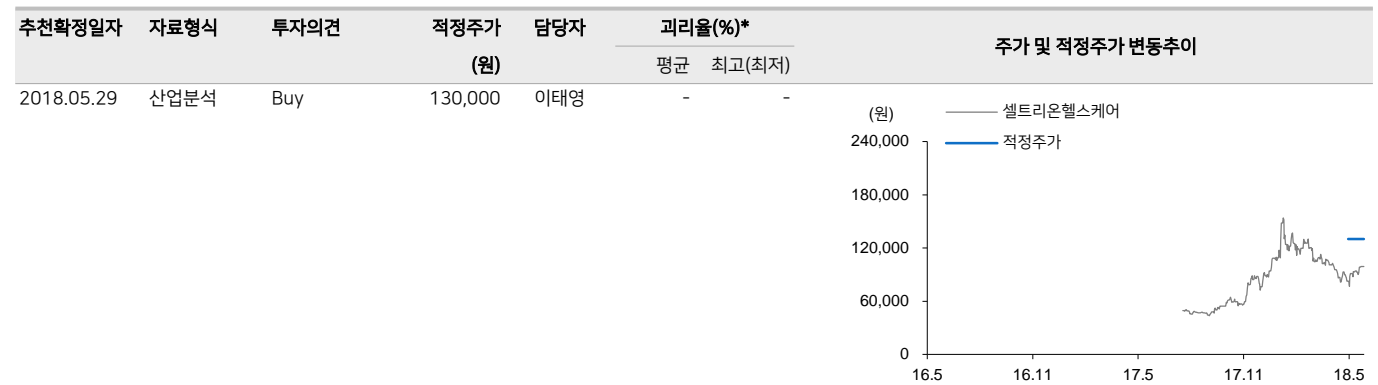 추천확정일자 자료형식 투자의견 적정주가 담당자 괴리율(%)* 주가 및 적정주가 변동추이
(원) 평균 최고(최저)
2018.05.29 산업분석 Buy 130,000 이태영 - -
(원) 셀트리온헬스케어
240,000 적정주가
180,000
120,000
60,000
0
16.5 16.11 17.5 17.11 18.5